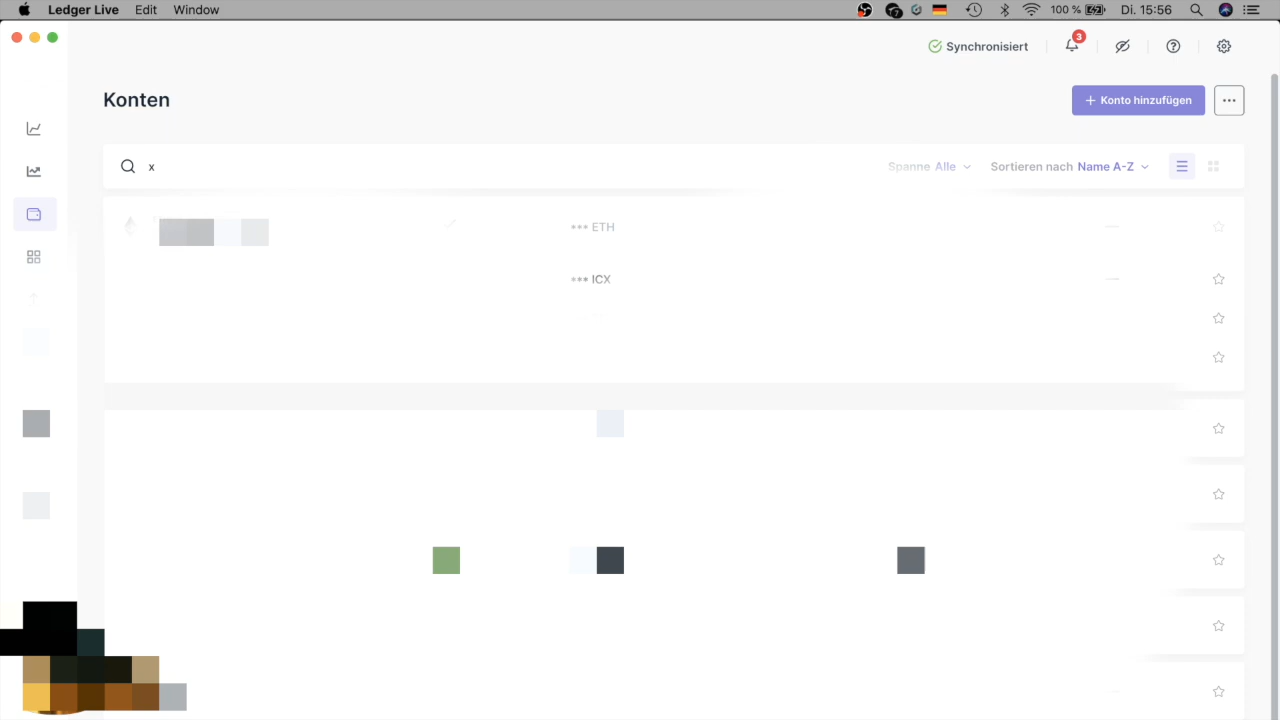 Ledger Live Edit Window 7 100 % Di. 15:56
Synchronisiert 3
Konten
Konto hinzufügen
x Spanne Alle Sortieren nach Name A-Z
*** ETH
*** ICX